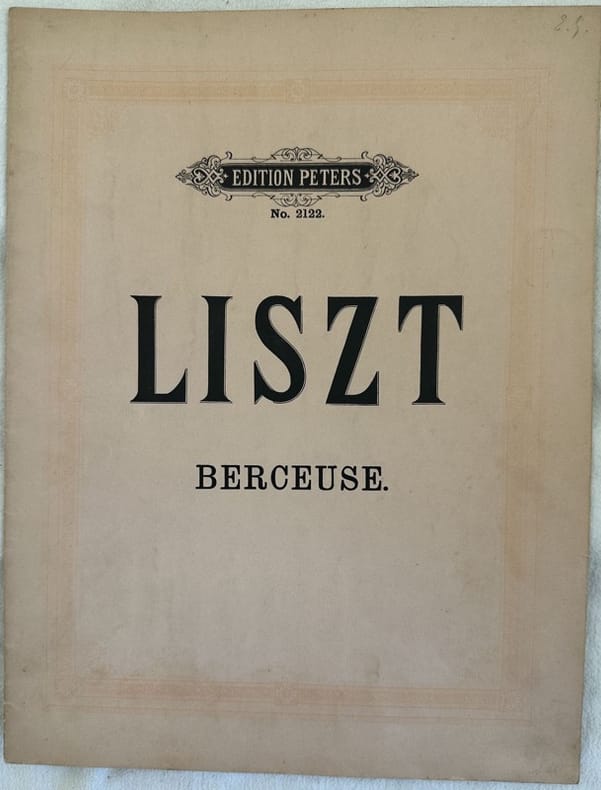 EDITION PETERS
No. 2122.
LISZT
BERCEUSE.